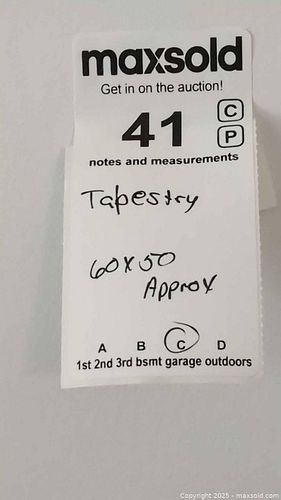 maxsold
Get in on the auction!
41 C
P
notes and measurements
Tapestry
60x50
Approx
A B C D
1st 2nd 3rd bsmt garage outdoors
Copyright 2025 - maxsold.com